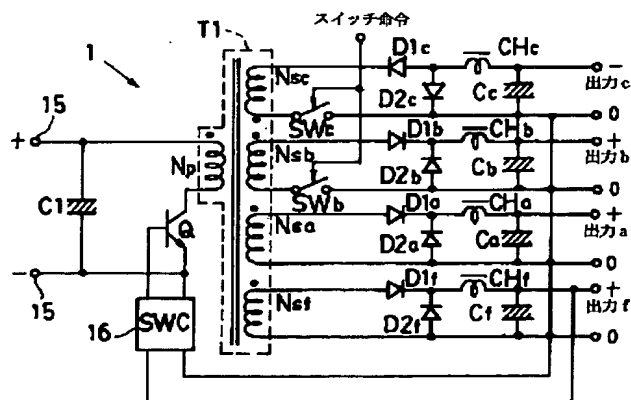 スイッチ命令
1
T1
D1c
CHc
−
出力c
Nsc
D2c
Cc
SWc
0
15
+
Np
Nsb
D1b
CHb
+
出力b
D2b
Cb
C1
SWb
0
Q
Nsa
D1a
CHa
+
出力a
D2a
Ca
0
−
15
16
SWC
Nsf
D1f
CHf
+
出力f
D2f
Cf
0